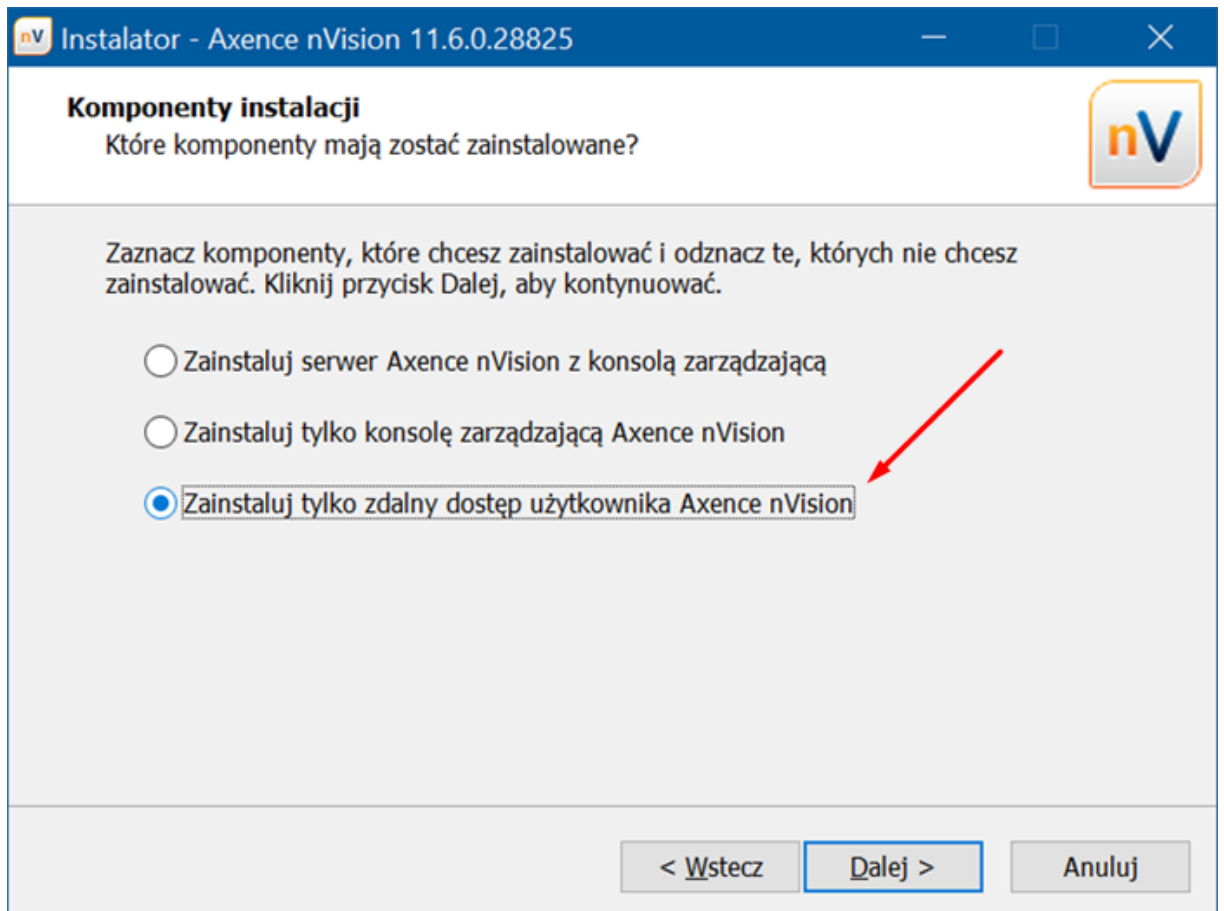 nV Instalator - Axence nVision 11.6.0.28825
Komponenty instalacji
Które komponenty mają zostać zainstalowane?
nV
Zaznacz komponenty, które chcesz zainstalować i odznacz te, których nie chcesz
zainstalować. Kliknij przycisk Dalej, aby kontynuować.
Zainstaluj serwer Axence nVision z konsolą zarządzającą
Zainstaluj tylko konsolę zarządzającą Axence nVision
Zainstaluj tylko zdalny dostęp użytkownika Axence nVision
< Wstecz Dalej > Anuluj